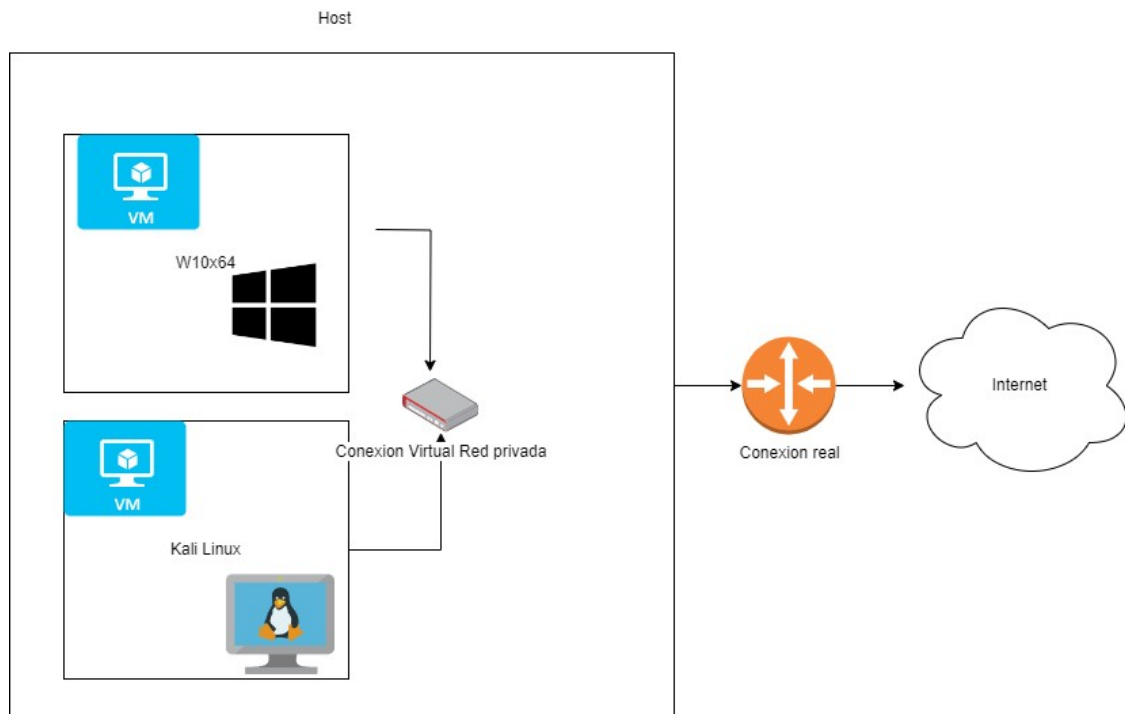 Host
VM
W10x64
Conexion Virtual Red privada
VM
Kali Linux
Conexion real
Internet